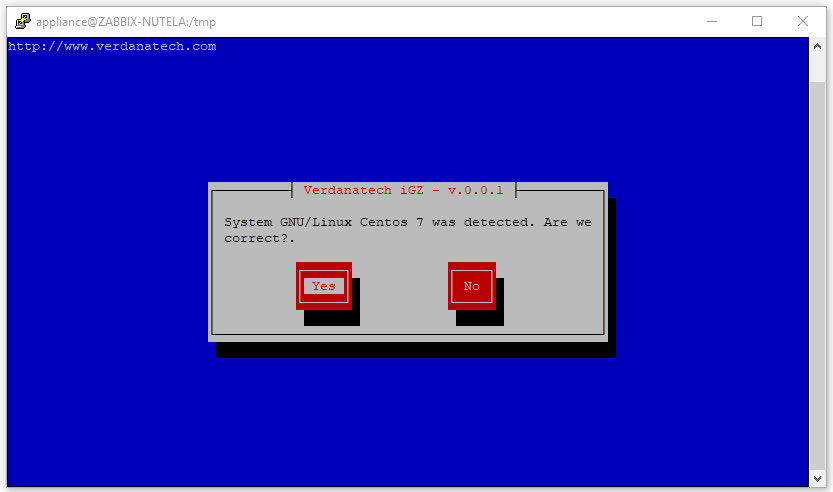 appliance@ZABBIX-NUTELA:/tmp
http://www.verdanatech.com
Verdanatech iGZ - v.0.0.1
System GNU/Linux Centos 7 was detected. Are we
correct?.
Yes No